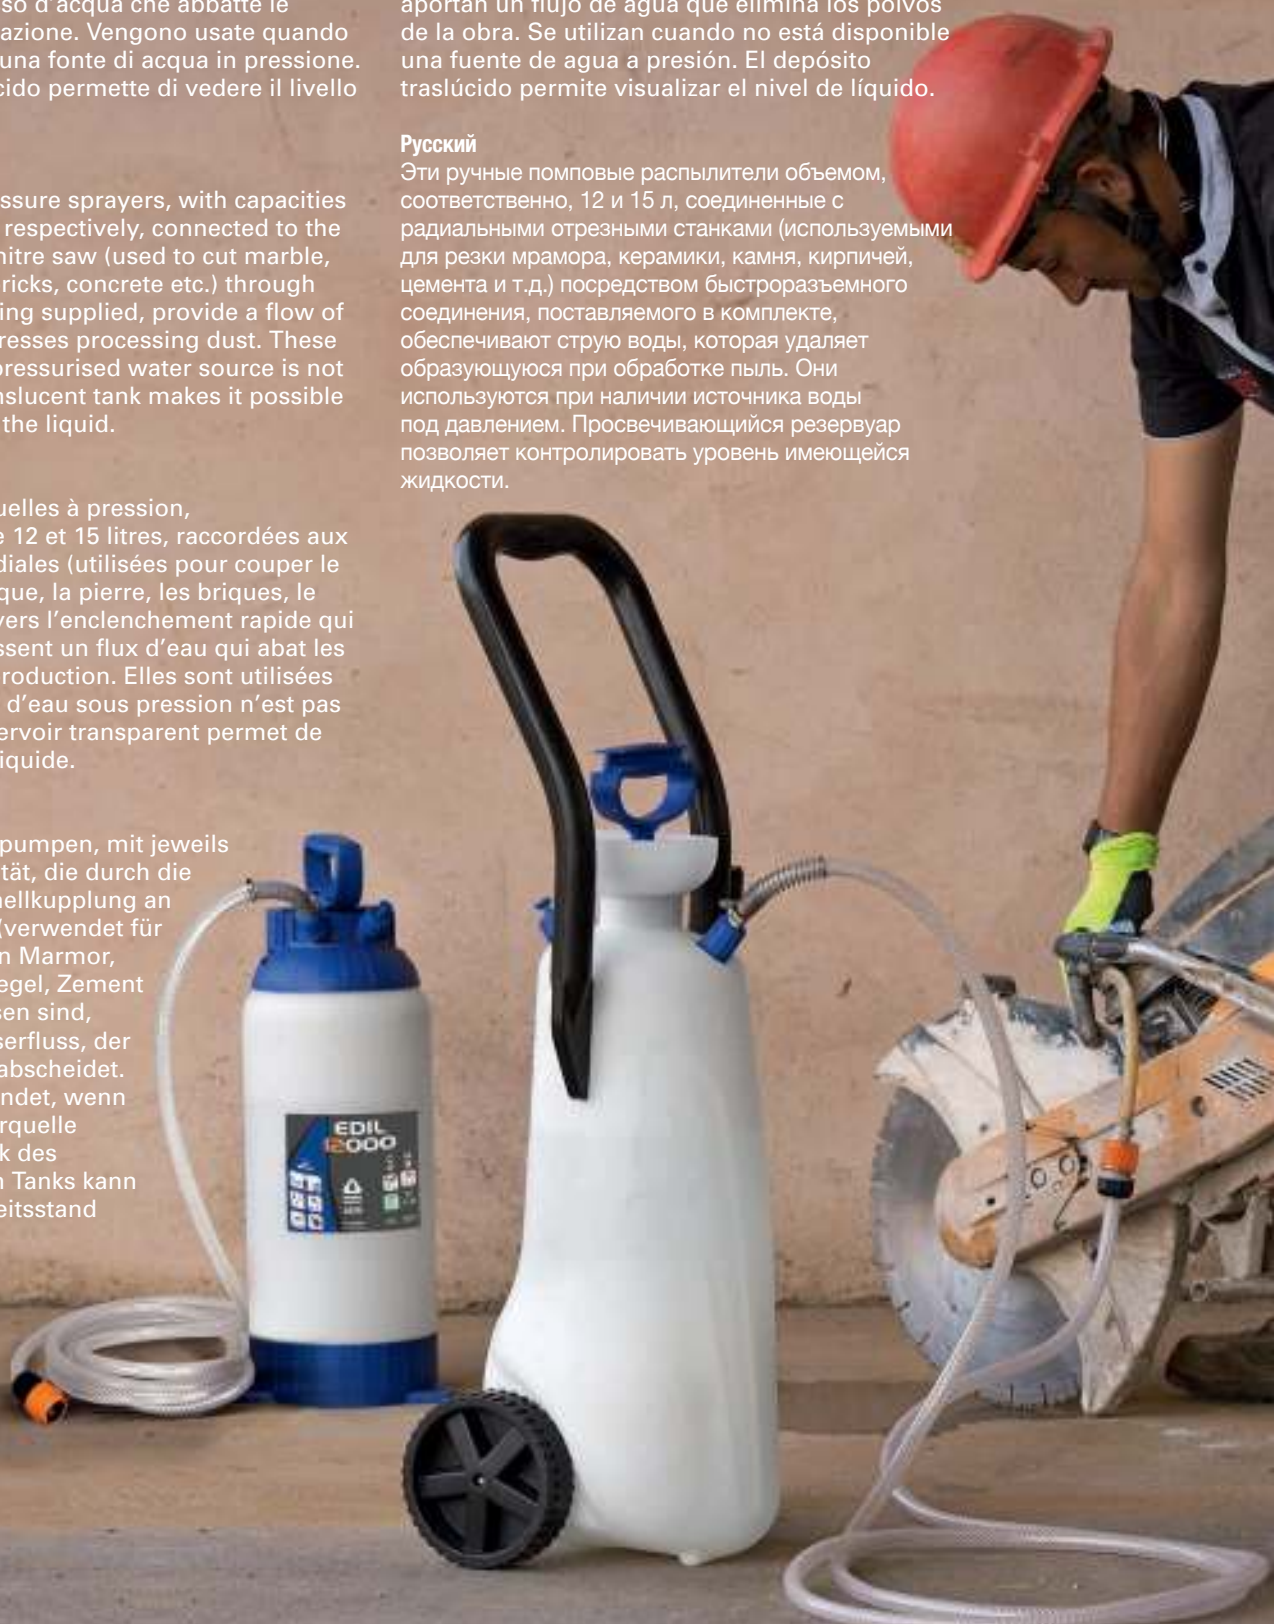 so d'acqua che abbatte le
azione. Vengono usate quando
una fonte di acqua in pressione.
cido permette di vedere il livello
ssure sprayers, with capacities
respectively, connected to the
nitre saw (used to cut marble,
ricks, concrete etc.) through
ing supplied, provide a flow of
resses processing dust. These
pressurised water source is not
nslucent tank makes it possible
the liquid.
uelles à pression,
e 12 et 15 litres, raccordées aux
diales (utilisées pour couper le
que, la pierre, les briques, le
vers l'enclenchement rapide qui
ssent un flux d'eau qui abat les
roduction. Elles sont utilisées
d'eau sous pression n'est pas
ervoir transparent permet de
iquide.
pumpen, mit jeweils
tät, die durch die
nellkupplung an
(verwendet für
n Marmor,
egel, Zement
sen sind,
serfluss, der
abscheidet.
ndet, wenn
rquelle
k des
n Tanks kann
eitsstand
aportan un flujo de agua que elimina los polvos
de la obra. Se utilizan cuando no está disponible
una fuente de agua a presión. El depósito
traslúcido permite visualizar el nivel de líquido.
Русский
Эти ручные помповые распылители объемом,
соответственно, 12 и 15 л, соединенные с
радиальными отрезными станками (используемыми
для резки мрамора, керамики, камня, кирпичей,
цемента и т.д.) посредством быстроразъемного
соединения, поставляемого в комплекте,
обеспечивают струю воды, которая удаляет
образующуюся при обработке пыль. Они
используются при наличии источника воды
под давлением. Просвечивающийся резервуар
позволяет контролировать уровень имеющейся
жидкости.
EDIL
12000